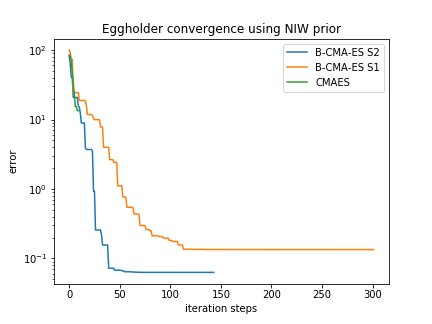 Eggholder convergence using NIW prior
B-CMA-ES S2
B-CMA-ES S1
CMAES
10²
10¹
10⁰
10⁻¹
error
0 50 100 150 200 250 300
iteration steps